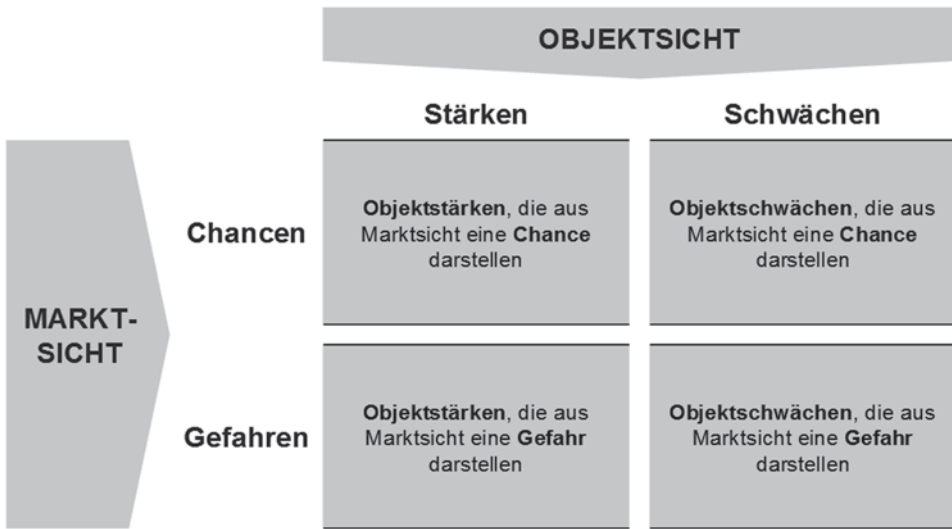 OBJEKTSICHT
Stärken
Schwächen
MARKT-
SICHT
Chancen
Objektstärken, die aus
Marktsicht eine Chance
darstellen
Objektschwächen, die aus
Marktsicht eine Chance
darstellen
Gefahren
Objektstärken, die aus
Marktsicht eine Gefahr
darstellen
Objektschwächen, die aus
Marktsicht eine Gefahr
darstellen